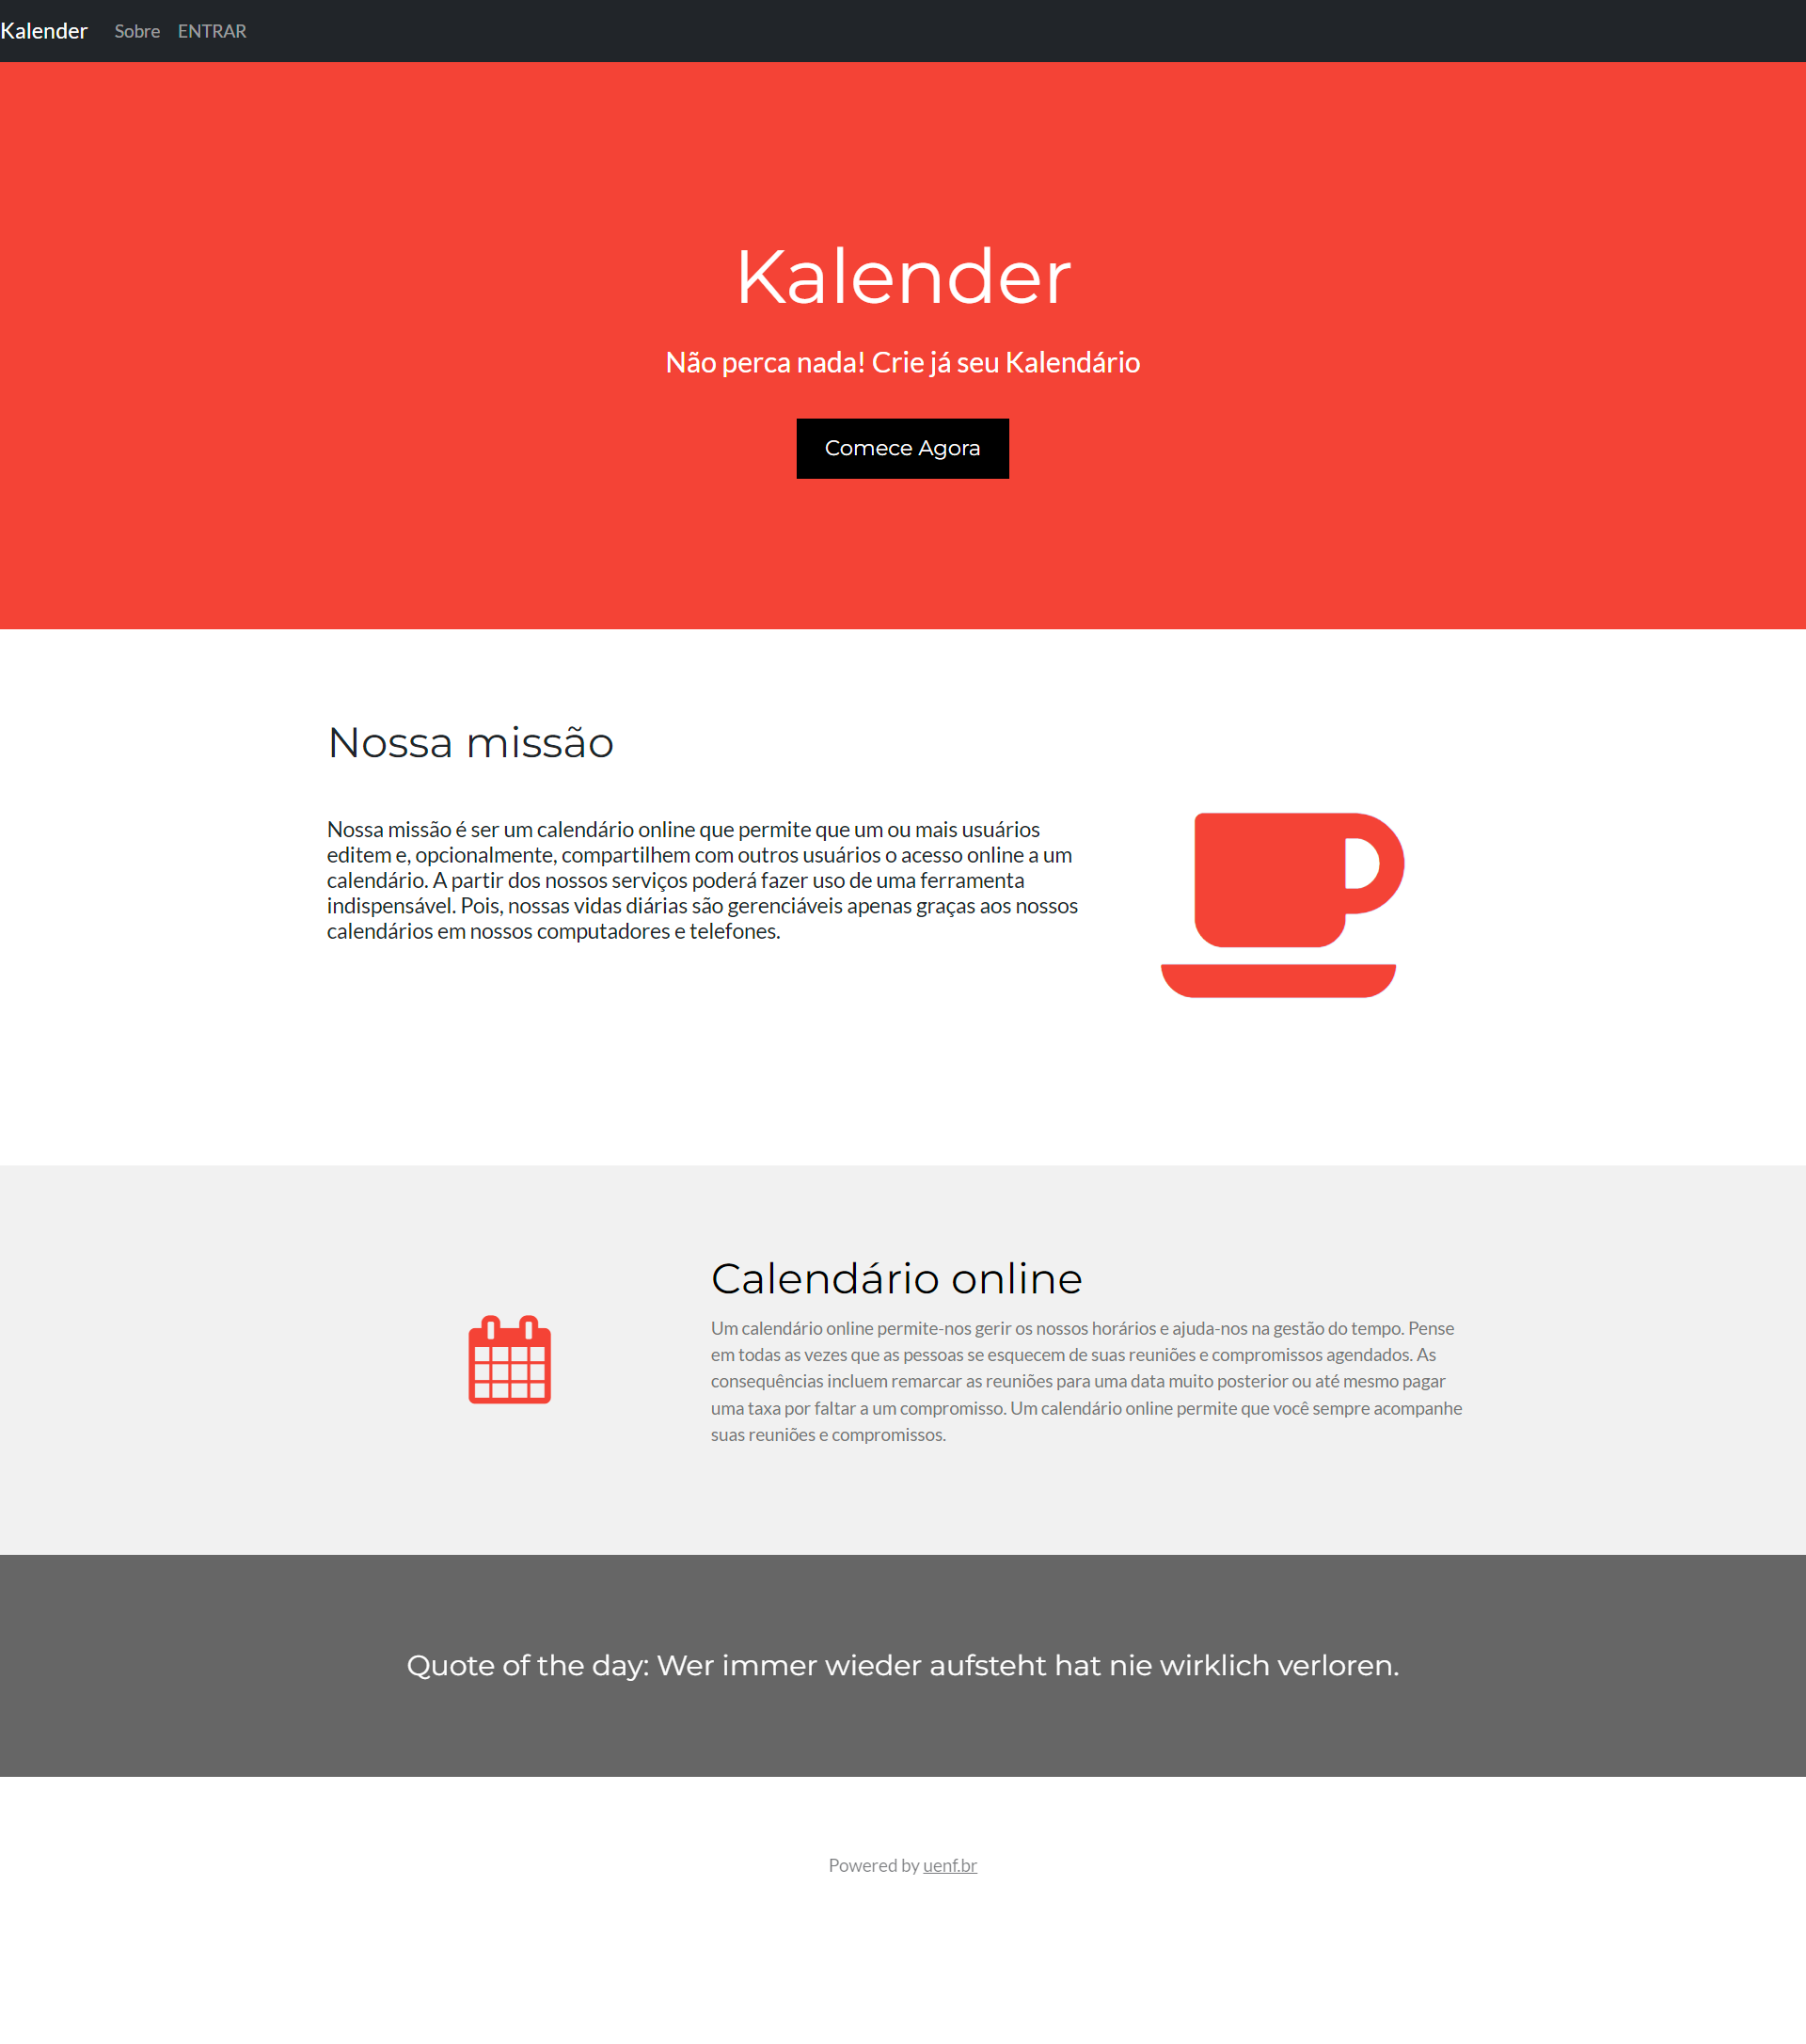 Kalender Sobre ENTRAR
Kalender
Não perca nada! Crie já seu Kalendário
Comece Agora
Nossa missão
Nossa missão é ser um calendário online que permite que um ou mais usuários
editem e, opcionalmente, compartilhem com outros usuários o acesso online a um
calendário. A partir dos nossos serviços poderá fazer uso de uma ferramenta
indispensável. Pois, nossas vidas diárias são gerenciáveis apenas graças aos nossos
calendários em nossos computadores e telefones.
Calendário online
Um calendário online permite-nos gerir os nossos horários e ajuda-nos na gestão do tempo. Pense
em todas as vezes que as pessoas se esquecem de suas reuniões e compromissos agendados. As
consequências incluem remarcar as reuniões para uma data muito posterior ou até mesmo pagar
uma taxa por faltar a um compromisso. Um calendário online permite que você sempre acompanhe
suas reuniões e compromissos.
Quote of the day: Wer immer wieder aufsteht hat nie wirklich verloren.
Powered by uenf.br